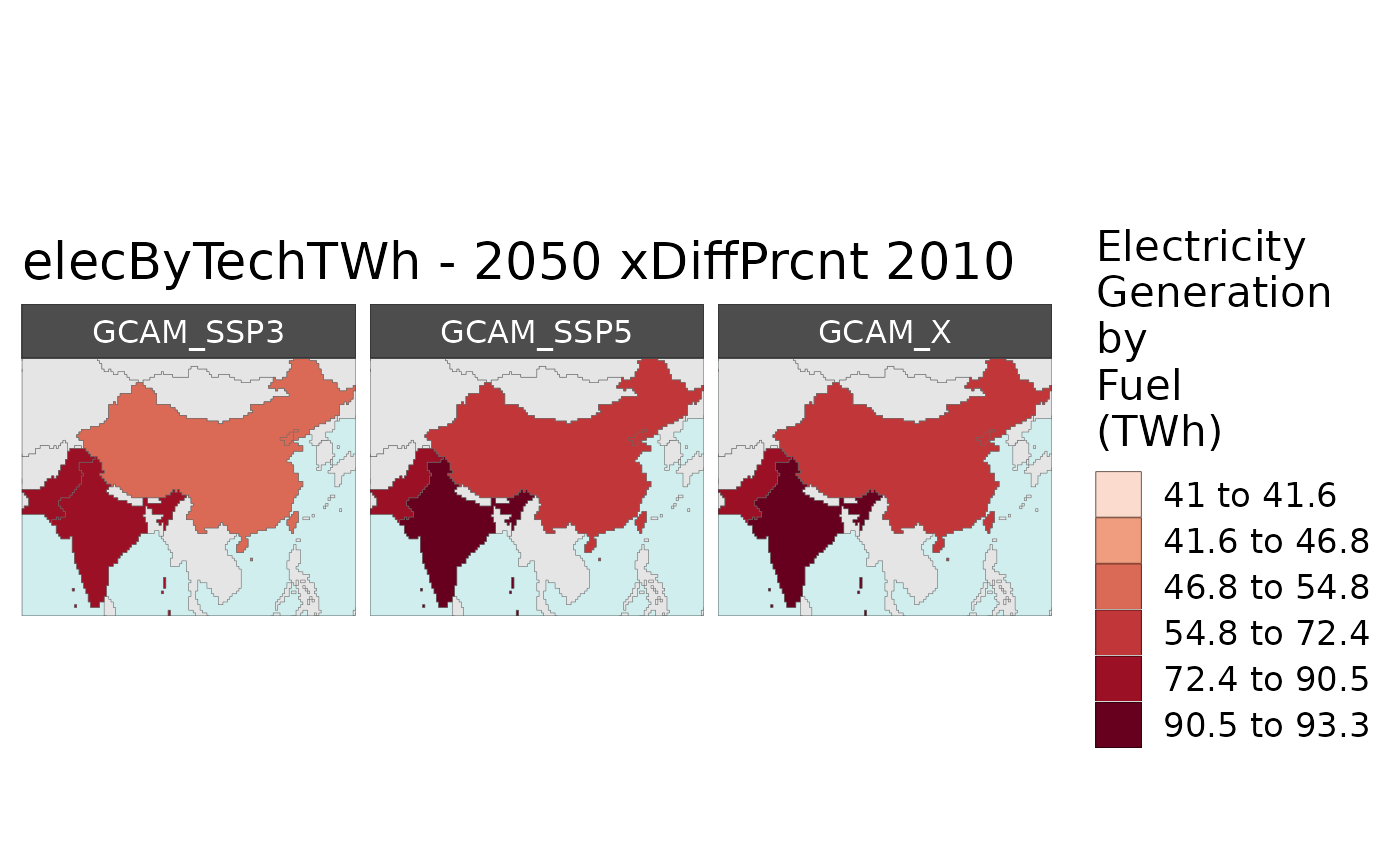 elecByTechTWh - 2050 xDiffPrcnt 2010
GCAM_SSP3
GCAM_SSP5
GCAM_X
Electricity
Generation
by
Fuel
(TWh)
41 to 41.6
41.6 to 46.8
46.8 to 54.8
54.8 to 72.4
72.4 to 90.5
90.5 to 93.3